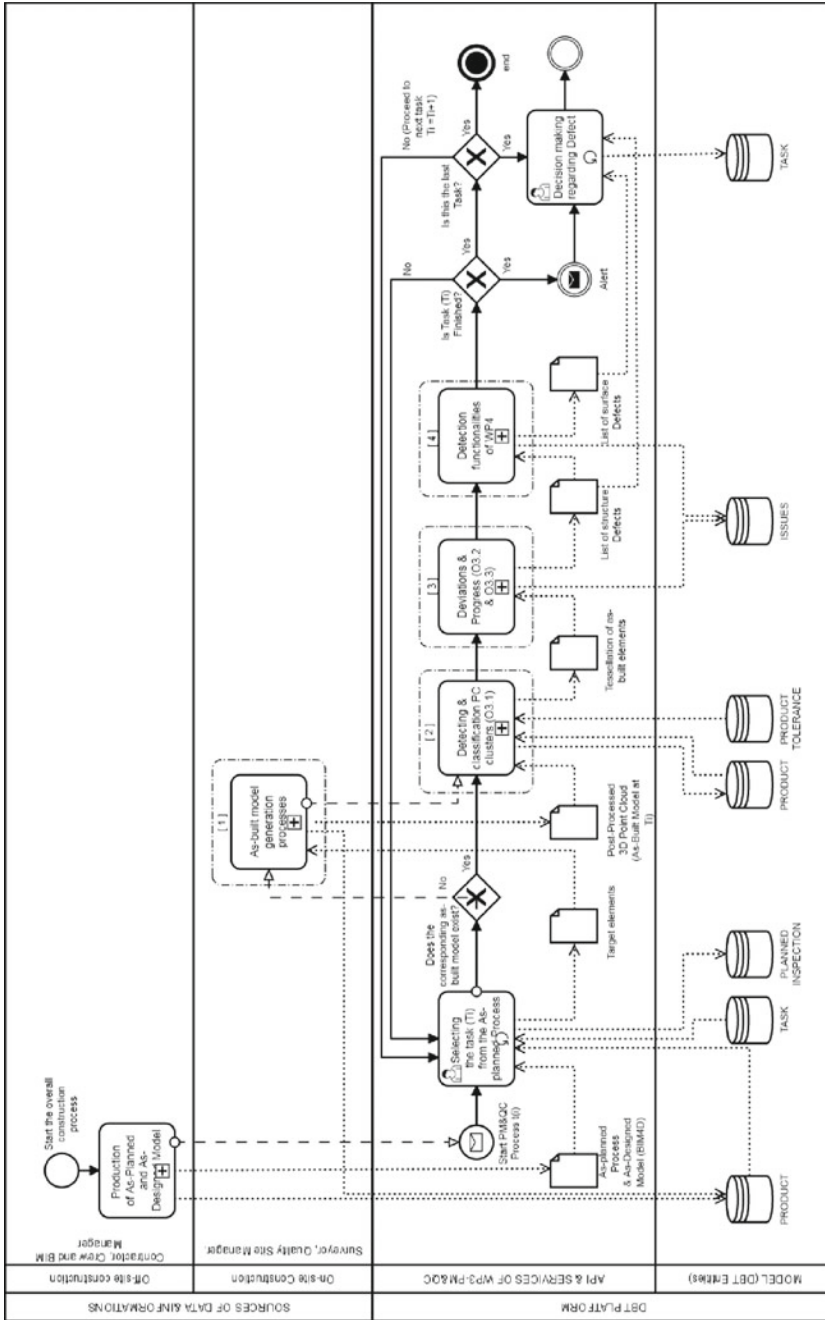 SOURCES OF DATA & INFORMATIONS
Off-site construction
Contractor, Crew and BIM
Manager
Start the overall
construction
process
Production
of As-Planned
and As-
Designed Model
On-site Construction
Surveyor, Quality Site Manager.
[ 1 ]
As-built model
generation
processes
DBT PLATFORM
API & SERVICES OF WP3-PM&QC
Start PM&QC
Process t(i)
Selecting
the task (Ti)
from the As-
planned-Process
Does the
corresponding as-
built model exist?
No
Yes
[ 2 ]
Detecting &
classification PC
clusters (O3.1)
[ 3 ]
Deviations &
Progress (O3.2
& O3.3)
[ 4 ]
Detection
functionalities
of WP4
Is Task (Ti)
Finished?
No
Yes
Yes
Is this the last
Task?
No (Proceed to
next task
Ti =Ti+1)
Yes
Yes
end
Alert
Decision making
regarding Defect
As-planned
Process
& As-Designed
Model (BIM4D)
Target elements
Post-Processed
3D Point Cloud
(As-Built Model at
Ti)
Tessellation of as-
built elements
List of structure
Defects
List of surface
Defects
MODEL (DBT Entities)
PRODUCT
TASK
PLANNED
INSPECTION
PRODUCT
PRODUCT
TOLERANCE
ISSUES
TASK